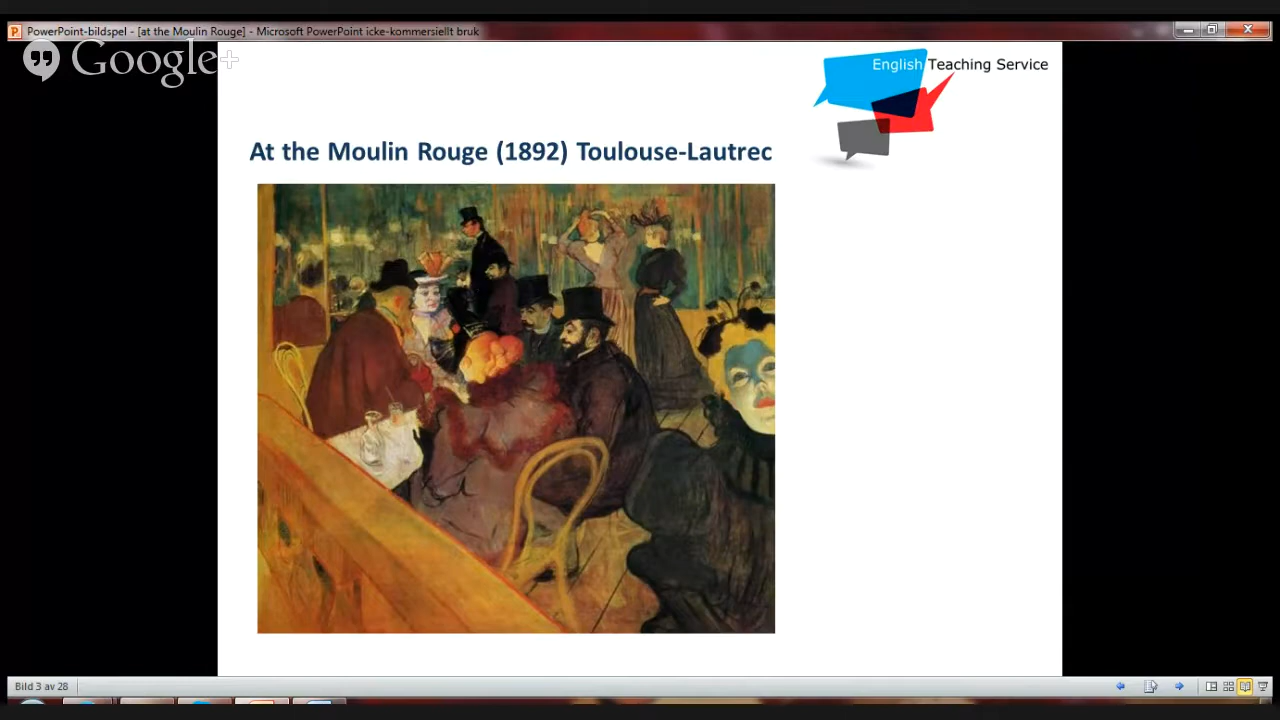 PowerPoint-bildspel - [at the Moulin Rouge] - Microsoft PowerPoint icke-kommersiellt bruk
Google+
English Teaching Service
At the Moulin Rouge (1892) Toulouse-Lautrec
Bild 3 av 28